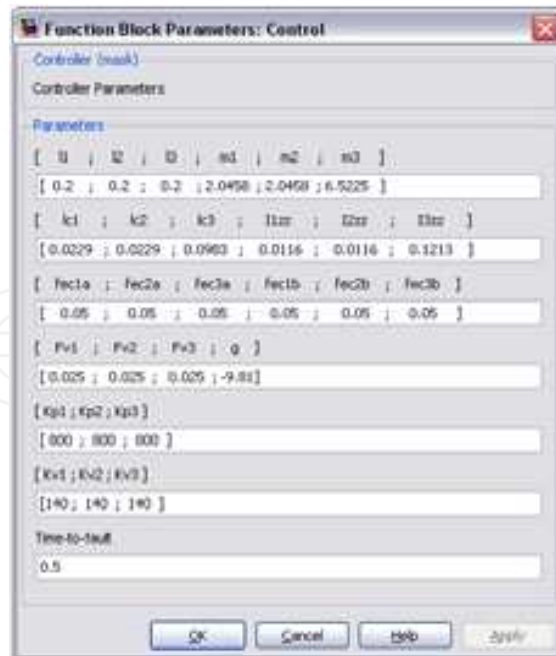 Function Block Parameters: Control
Controller (mask)
Controller Parameters
Parameters
[ l1 ; l2 ; l3 ; m1 ; m2 ; m3 ]
[ 0.2 ; 0.2 ; 0.2 ;2.0458 ;2.0458 ;6.5225 ]
[ lc1 ; lc2 ; lc3 ; I1zz ; I2zz ; I3zz ]
[ 0.0229 ; 0.0229 ; 0.0983 ; 0.0116 ; 0.0116 ; 0.1213 ]
[ fec1a ; fec2a ; fec3a ; fec1b ; fec2b ; fec3b ]
[ 0.05 ; 0.05 ; 0.05 ; 0.05 ; 0.05 ; 0.05 ]
[ Fv1 ; Fv2 ; Fv3 ; g ]
[ 0.025 ; 0.025 ; 0.025 ;-9.81]
[Kp1;Kp2;Kp3]
[ 800 ; 800 ; 800 ]
[Kv1;Kv2;Kv3]
[140 ; 140 ; 140 ]
Time-to-fault
0.5
OK Cancel Help Apply